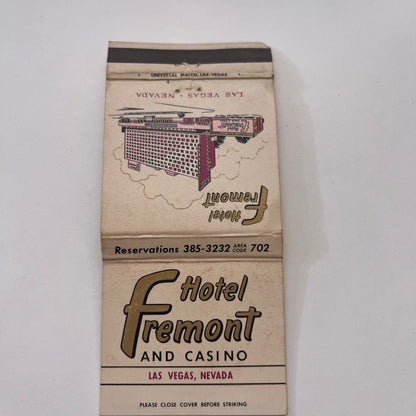 UNIVERSAL MATCH, LAS VEGAS
LAS VEGAS • NEVADA
Hotel
Fremont
Reservations 385-3232 AREA CODE 702
Hotel
Fremont
AND CASINO
LAS VEGAS, NEVADA
PLEASE CLOSE COVER BEFORE STRIKING